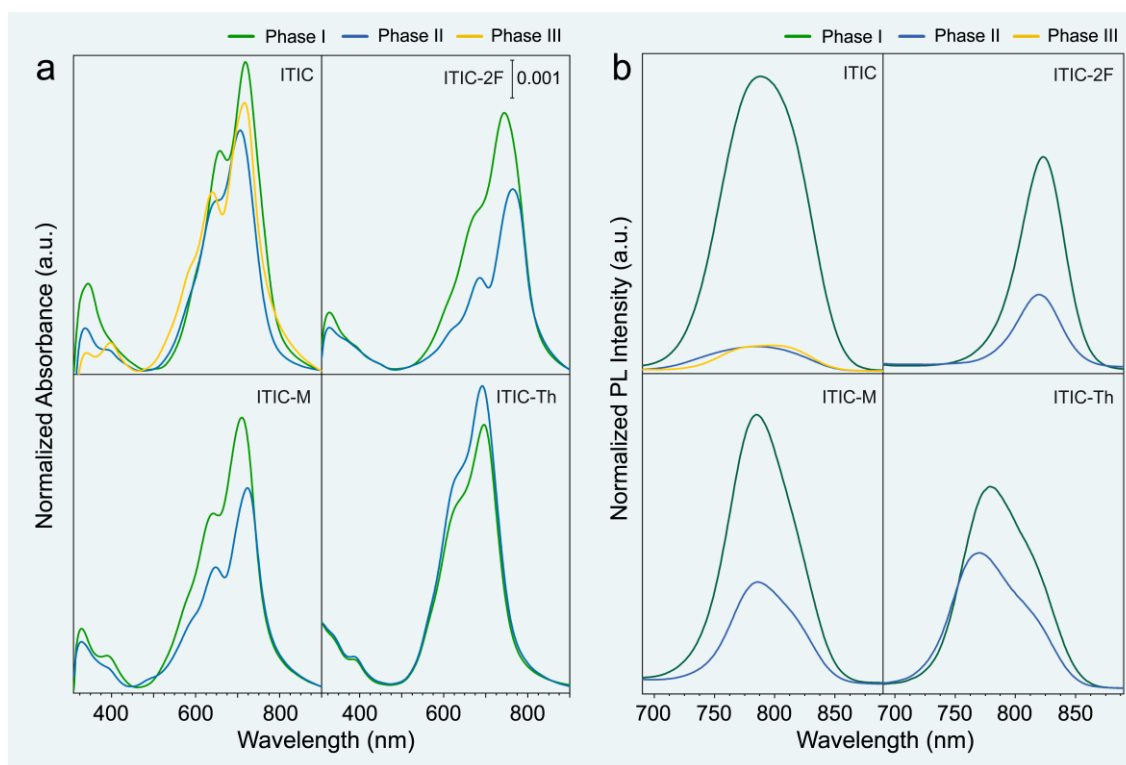 Phase I Phase II Phase III
a
ITIC
ITIC-2F
0.001
ITIC-M
ITIC-Th
Normalized Absorbance (a.u.)
400 600 800 400 600 800
Wavelength (nm)
Phase I Phase II Phase III
b
ITIC
ITIC-2F
ITIC-M
ITIC-Th
Normalized PL Intensity (a.u.)
700 750 800 850 700 750 800 850
Wavelength (nm)